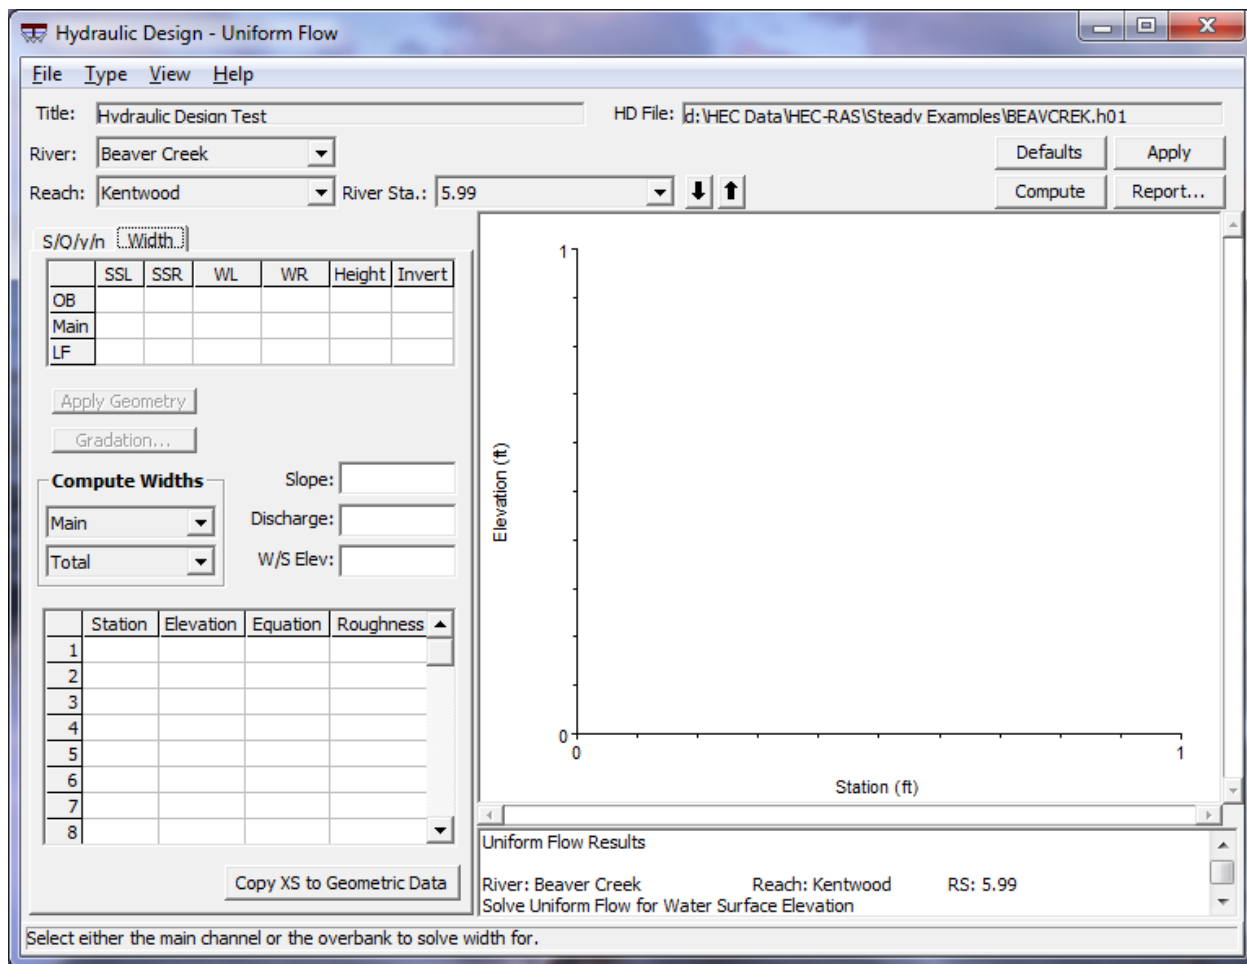 Hydraulic Design - Uniform Flow
File Type View Help
Title: Hydraulic Design Test HD File: d:\HEC Data\HEC-RAS\Steady Examples\BEAVCREK.h01
River: Beaver Creek Defaults Apply
Reach: Kentwood River Sta.: 5.99 Compute Report...
S/Q/y/n Width
SSL SSR WL WR Height Invert
OB
Main
LF
Apply Geometry
Gradation...
Compute Widths
Main
Total
Slope:
Discharge:
W/S Elev:
Station Elevation Equation Roughness
1
2
3
4
5
6
7
8
Copy XS to Geometric Data
1
Elevation (ft)
0
0 1
Station (ft)
Uniform Flow Results
River: Beaver Creek Reach: Kentwood RS: 5.99
Solve Uniform Flow for Water Surface Elevation
Select either the main channel or the overbank to solve width for.